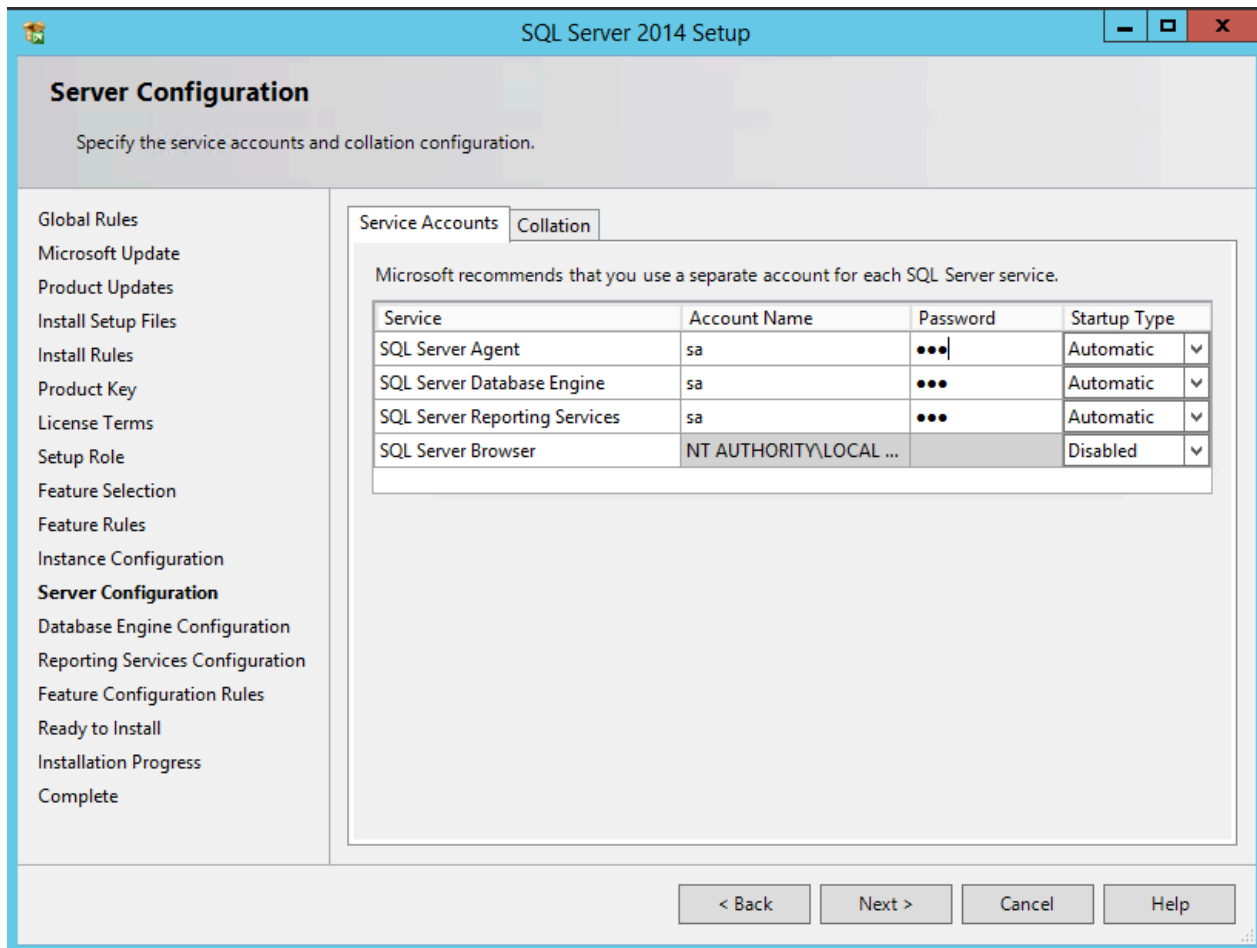 SQL Server 2014 Setup
Server Configuration
Specify the service accounts and collation configuration.
Global Rules
Microsoft Update
Product Updates
Install Setup Files
Install Rules
Product Key
License Terms
Setup Role
Feature Selection
Feature Rules
Instance Configuration
Server Configuration
Database Engine Configuration
Reporting Services Configuration
Feature Configuration Rules
Ready to Install
Installation Progress
Complete
Service Accounts Collation
Microsoft recommends that you use a separate account for each SQL Server service.
Service Account Name Password Startup Type
SQL Server Agent sa ●●● Automatic
SQL Server Database Engine sa ●●● Automatic
SQL Server Reporting Services sa ●●● Automatic
SQL Server Browser NT AUTHORITY\LOCAL ... Disabled
< Back Next > Cancel Help